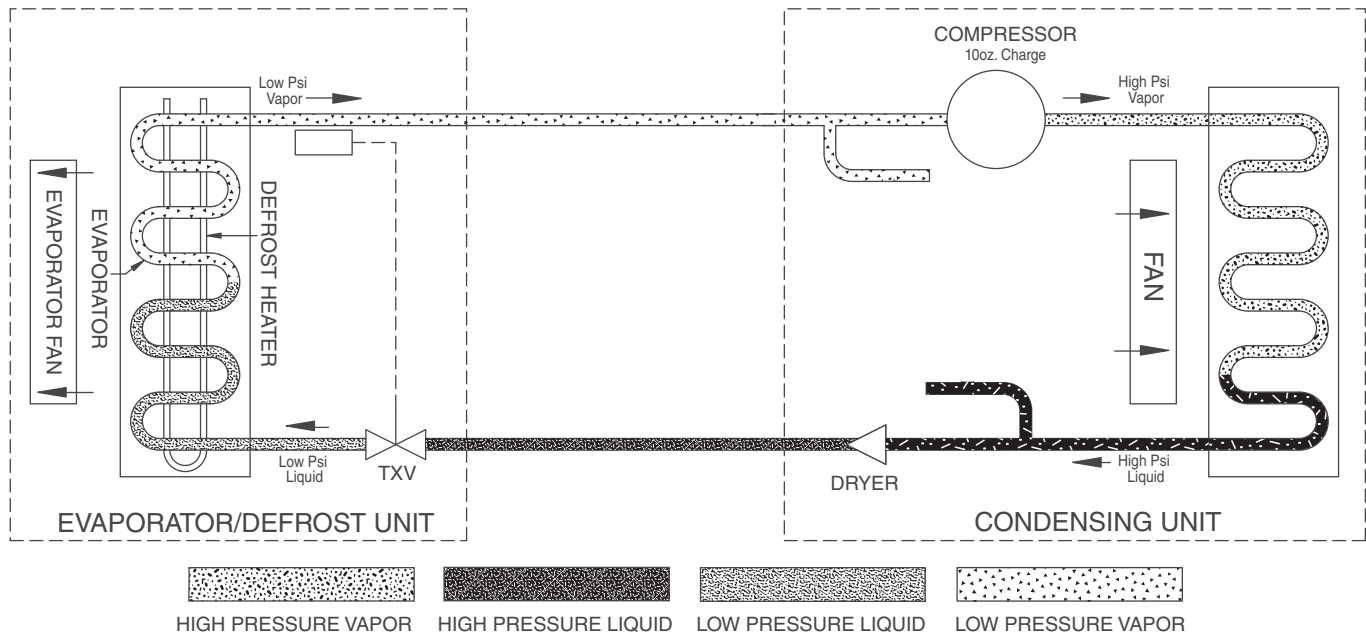 COMPRESSOR
10oz. Charge
Low Psi
Vapor
High Psi
Vapor
EVAPORATOR FAN
EVAPORATOR
DEFROST HEATER
FAN
Low Psi
Liquid
TXV
DRYER
High Psi
Liquid
EVAPORATOR/DEFROST UNIT
CONDENSING UNIT
HIGH PRESSURE VAPOR
HIGH PRESSURE LIQUID
LOW PRESSURE LIQUID
LOW PRESSURE VAPOR